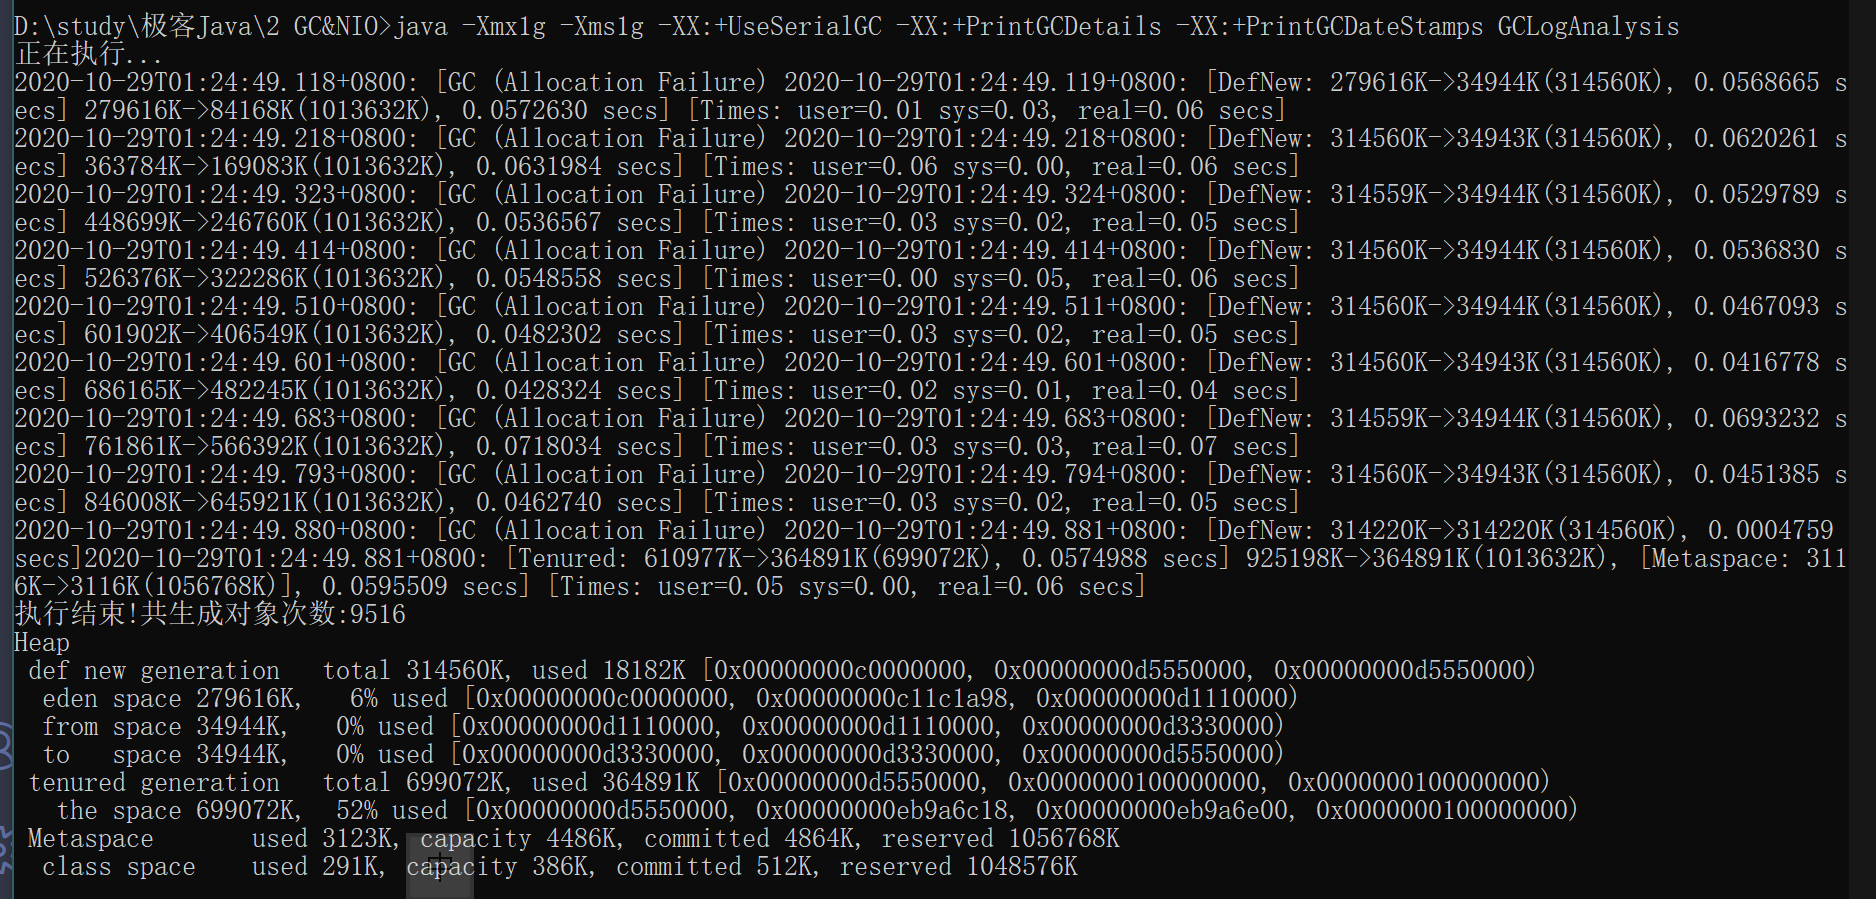 D:\study\极客Java\2 GC&NIO>java -Xmx1g -Xms1g -XX:+UseSerialGC -XX:+PrintGCDetails -XX:+PrintGCDateStamps GCLogAnalysis
正在执行...
2020-10-29T01:24:49.118+0800: [GC (Allocation Failure) 2020-10-29T01:24:49.119+0800: [DefNew: 279616K->34944K(314560K), 0.0568665 s
ecs] 279616K->84168K(1013632K), 0.0572630 secs] [Times: user=0.01 sys=0.03, real=0.06 secs]
2020-10-29T01:24:49.218+0800: [GC (Allocation Failure) 2020-10-29T01:24:49.218+0800: [DefNew: 314560K->34943K(314560K), 0.0620261 s
ecs] 363784K->169083K(1013632K), 0.0631984 secs] [Times: user=0.06 sys=0.00, real=0.06 secs]
2020-10-29T01:24:49.323+0800: [GC (Allocation Failure) 2020-10-29T01:24:49.324+0800: [DefNew: 314559K->34944K(314560K), 0.0529789 s
ecs] 448699K->246760K(1013632K), 0.0536567 secs] [Times: user=0.03 sys=0.02, real=0.05 secs]
2020-10-29T01:24:49.414+0800: [GC (Allocation Failure) 2020-10-29T01:24:49.414+0800: [DefNew: 314560K->34944K(314560K), 0.0536830 s
ecs] 526376K->322286K(1013632K), 0.0548558 secs] [Times: user=0.00 sys=0.05, real=0.06 secs]
2020-10-29T01:24:49.510+0800: [GC (Allocation Failure) 2020-10-29T01:24:49.511+0800: [DefNew: 314560K->34944K(314560K), 0.0467093 s
ecs] 601902K->406549K(1013632K), 0.0482302 secs] [Times: user=0.03 sys=0.02, real=0.05 secs]
2020-10-29T01:24:49.601+0800: [GC (Allocation Failure) 2020-10-29T01:24:49.601+0800: [DefNew: 314560K->34943K(314560K), 0.0416778 s
ecs] 686165K->482245K(1013632K), 0.0428324 secs] [Times: user=0.02 sys=0.01, real=0.04 secs]
2020-10-29T01:24:49.683+0800: [GC (Allocation Failure) 2020-10-29T01:24:49.683+0800: [DefNew: 314559K->34944K(314560K), 0.0693232 s
ecs] 761861K->566392K(1013632K), 0.0718034 secs] [Times: user=0.03 sys=0.03, real=0.07 secs]
2020-10-29T01:24:49.793+0800: [GC (Allocation Failure) 2020-10-29T01:24:49.794+0800: [DefNew: 314560K->34943K(314560K), 0.0451385 s
ecs] 846008K->645921K(1013632K), 0.0462740 secs] [Times: user=0.03 sys=0.02, real=0.05 secs]
2020-10-29T01:24:49.880+0800: [GC (Allocation Failure) 2020-10-29T01:24:49.881+0800: [DefNew: 314220K->314220K(314560K), 0.0004759
secs]2020-10-29T01:24:49.881+0800: [Tenured: 610977K->364891K(699072K), 0.0574988 secs] 925198K->364891K(1013632K), [Metaspace: 311
6K->3116K(1056768K)], 0.0595509 secs] [Times: user=0.05 sys=0.00, real=0.06 secs]
执行结束!共生成对象次数:9516
Heap
 def new generation   total 314560K, used 18182K [0x00000000c0000000, 0x00000000d5550000, 0x00000000d5550000)
  eden space 279616K,   6% used [0x00000000c0000000, 0x00000000c11c1a98, 0x00000000d1110000)
  from space 34944K,   0% used [0x00000000d1110000, 0x00000000d1110000, 0x00000000d3330000)
  to   space 34944K,   0% used [0x00000000d3330000, 0x00000000d3330000, 0x00000000d5550000)
 tenured generation   total 699072K, used 364891K [0x00000000d5550000, 0x0000000100000000, 0x0000000100000000)
   the space 699072K,  52% used [0x00000000d5550000, 0x00000000eb9a6c18, 0x00000000eb9a6e00, 0x0000000100000000)
 Metaspace       used 3123K, capacity 4486K, committed 4864K, reserved 1056768K
  class space    used 291K, capacity 386K, committed 512K, reserved 1048576K